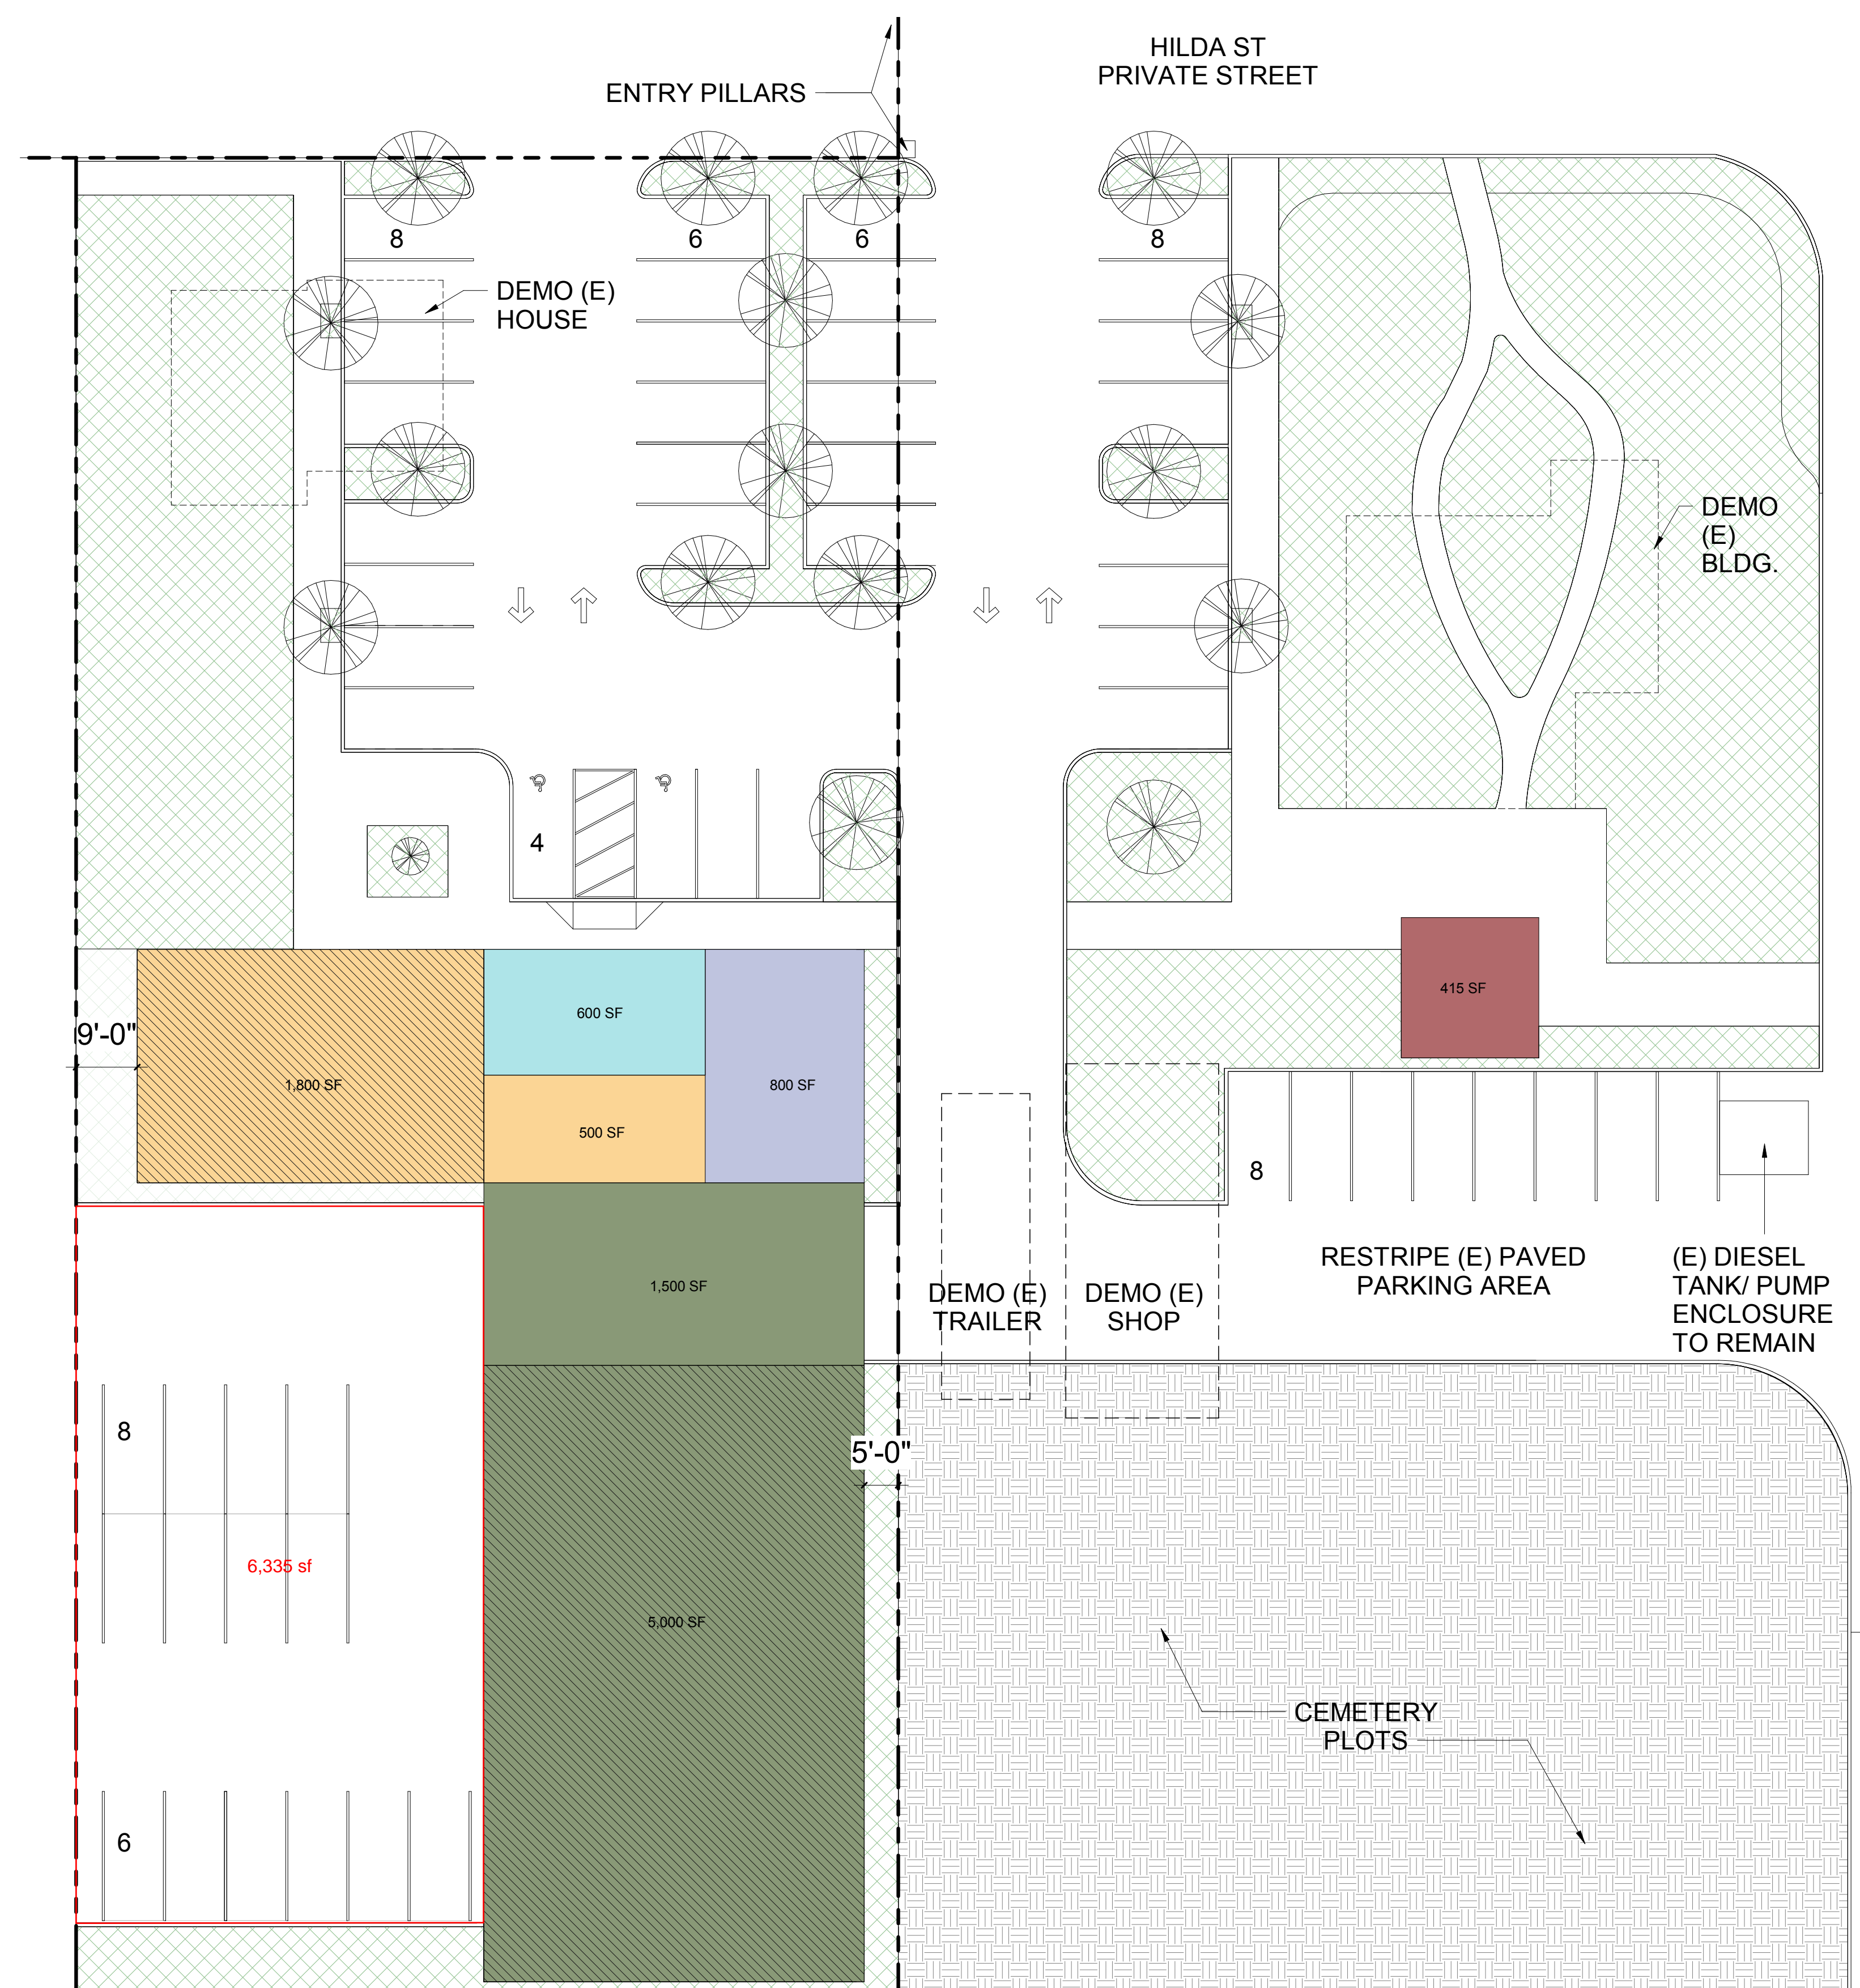 HILDA ST
PRIVATE STREET
ENTRY PILLARS
8
6
6
8
DEMO (E)
HOUSE
DEMO
(E)
BLDG.
4
600 SF
415 SF
9'-0"
1,800 SF
800 SF
500 SF
8
1,500 SF
DEMO (E)
TRAILER
DEMO (E)
SHOP
RESTRIPE (E) PAVED
PARKING AREA
(E) DIESEL
TANK/ PUMP
ENCLOSURE
TO REMAIN
8
5'-0"
6,335 sf
5,000 SF
CEMETERY
PLOTS
6